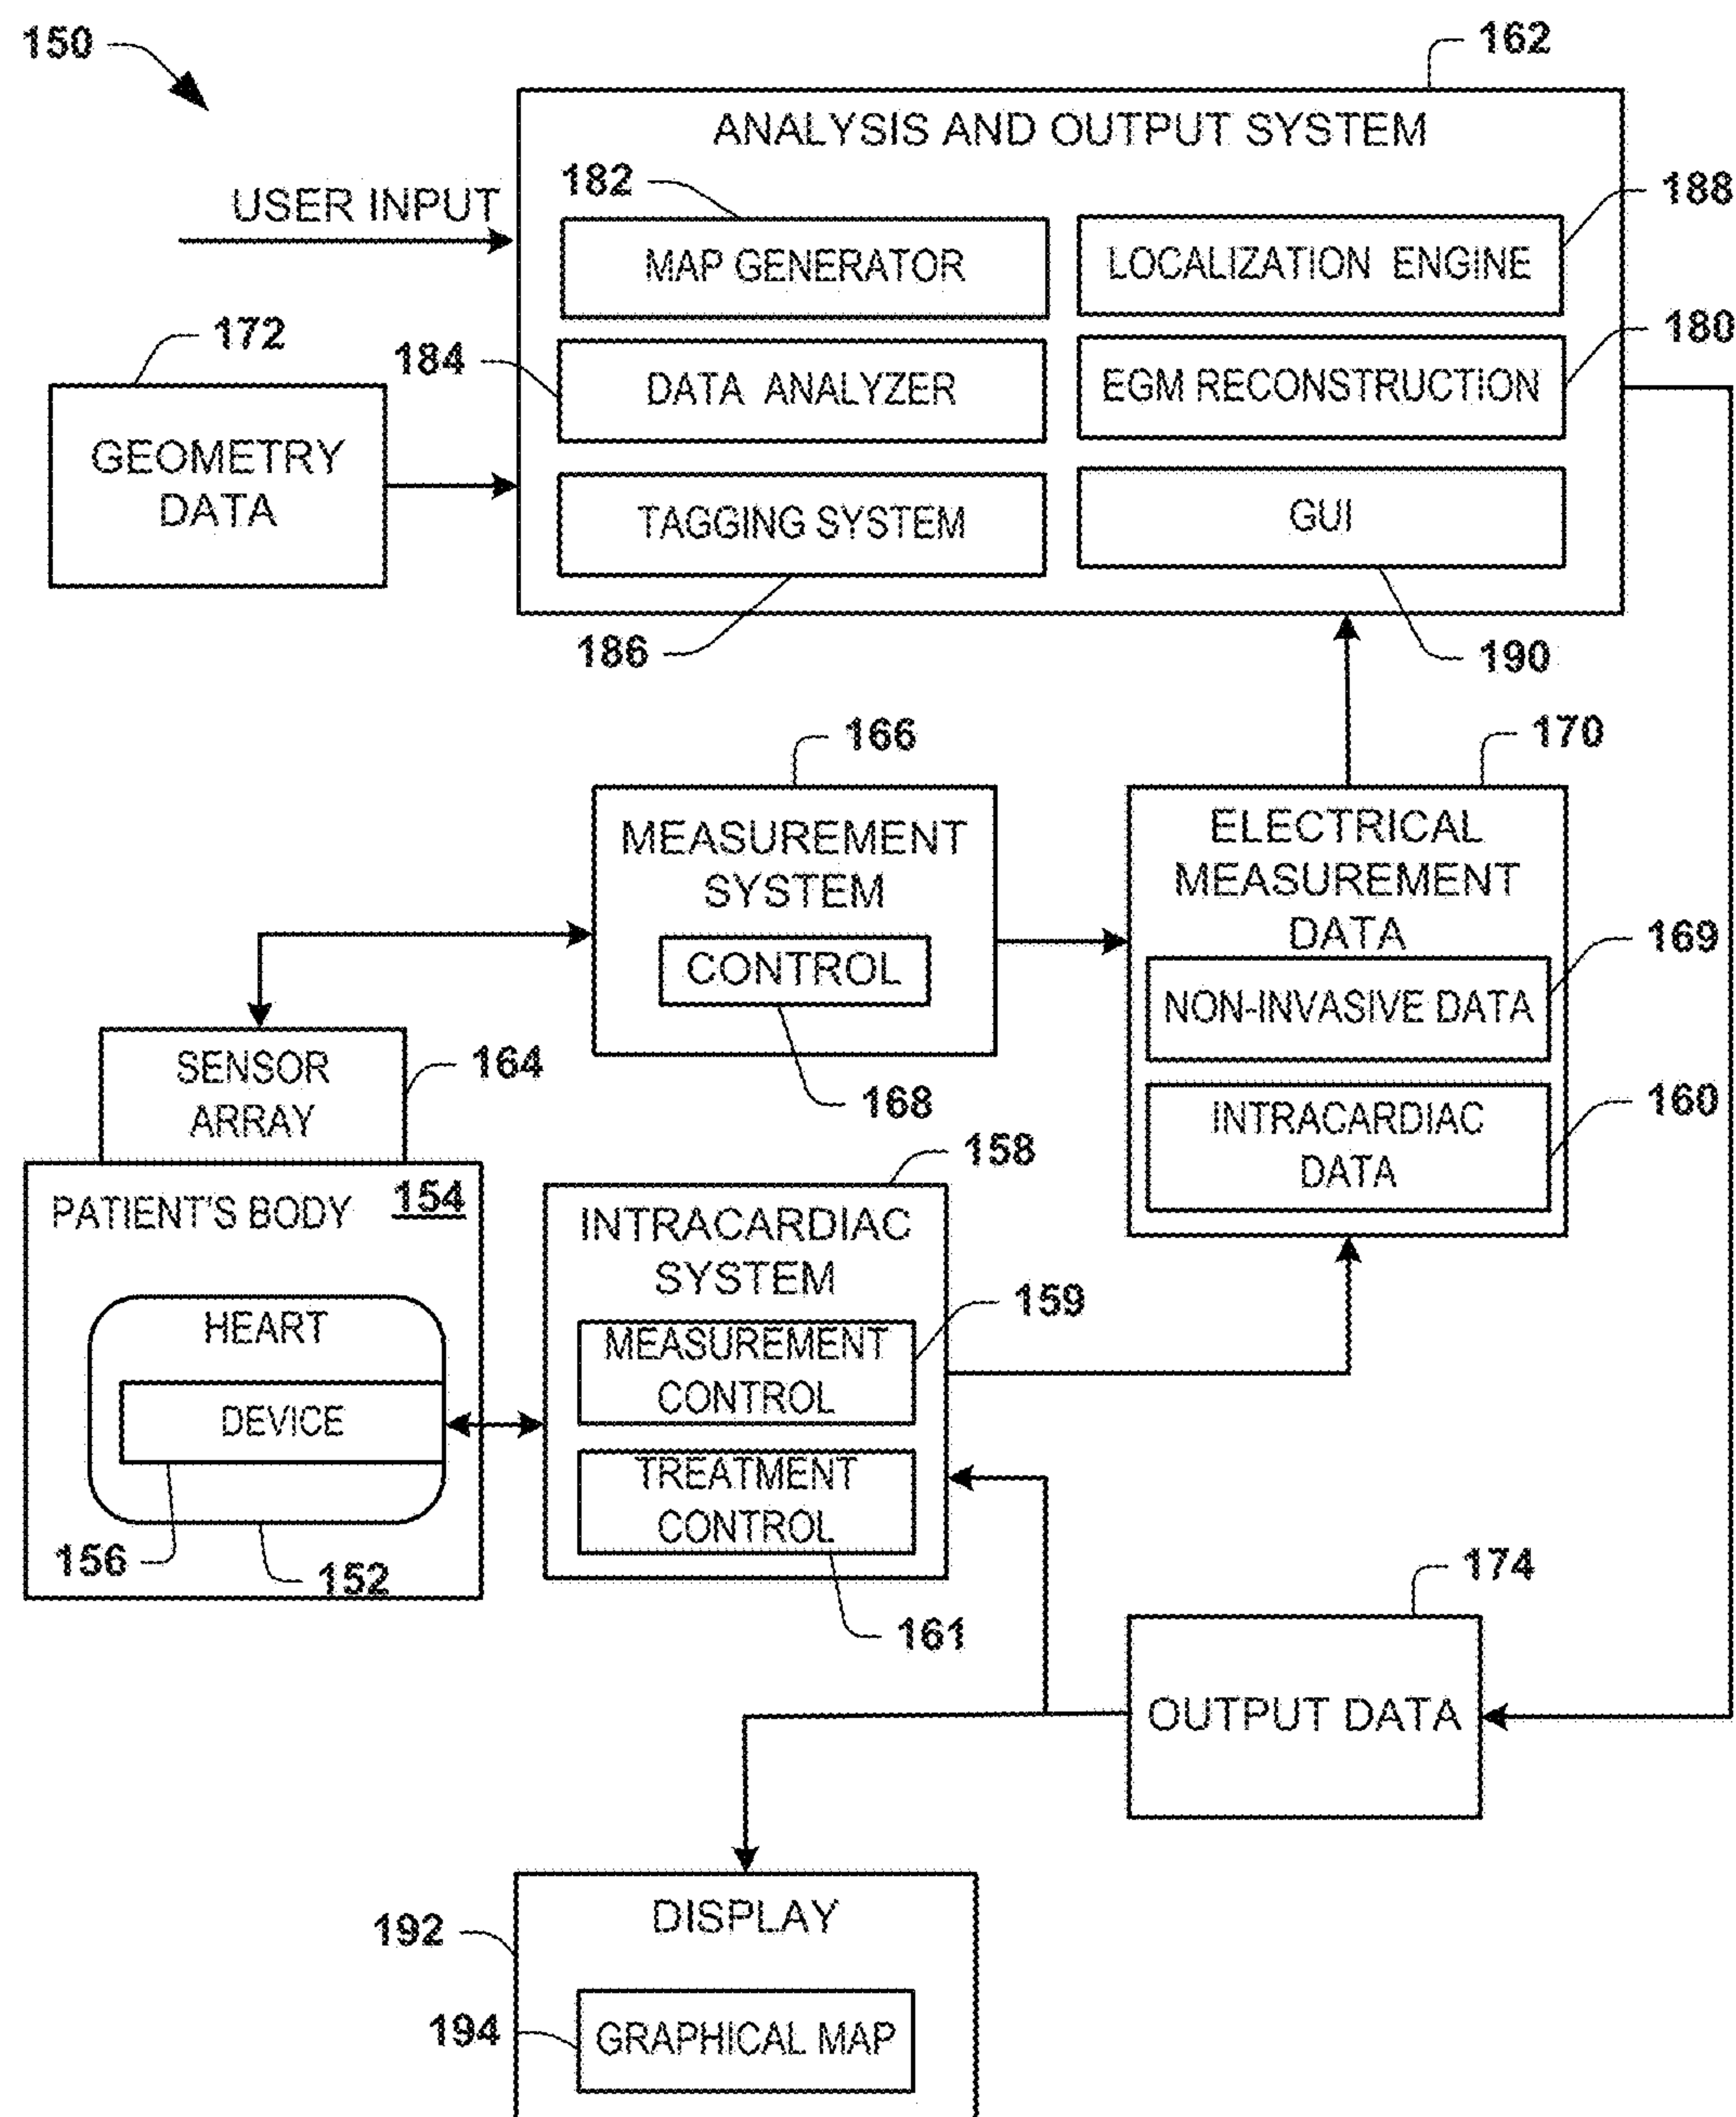 150
162
ANALYSIS AND OUTPUT SYSTEM
USER INPUT
182
188
MAP GENERATOR
LOCALIZATION ENGINE
172
184
180
DATA ANALYZER
EGM RECONSTRUCTION
GEOMETRY
DATA
TAGGING SYSTEM
GUI
186
190
166
170
MEASUREMENT
SYSTEM
CONTROL
168
ELECTRICAL
MEASUREMENT
DATA
169
NON-INVASIVE DATA
160
INTRACARDIAC
DATA
SENSOR
ARRAY
164
PATIENT'S BODY
154
HEART
DEVICE
156
152
158
INTRACARDIAC
SYSTEM
159
MEASUREMENT
CONTROL
TREATMENT
CONTROL
161
174
OUTPUT DATA
192
DISPLAY
194
GRAPHICAL MAP